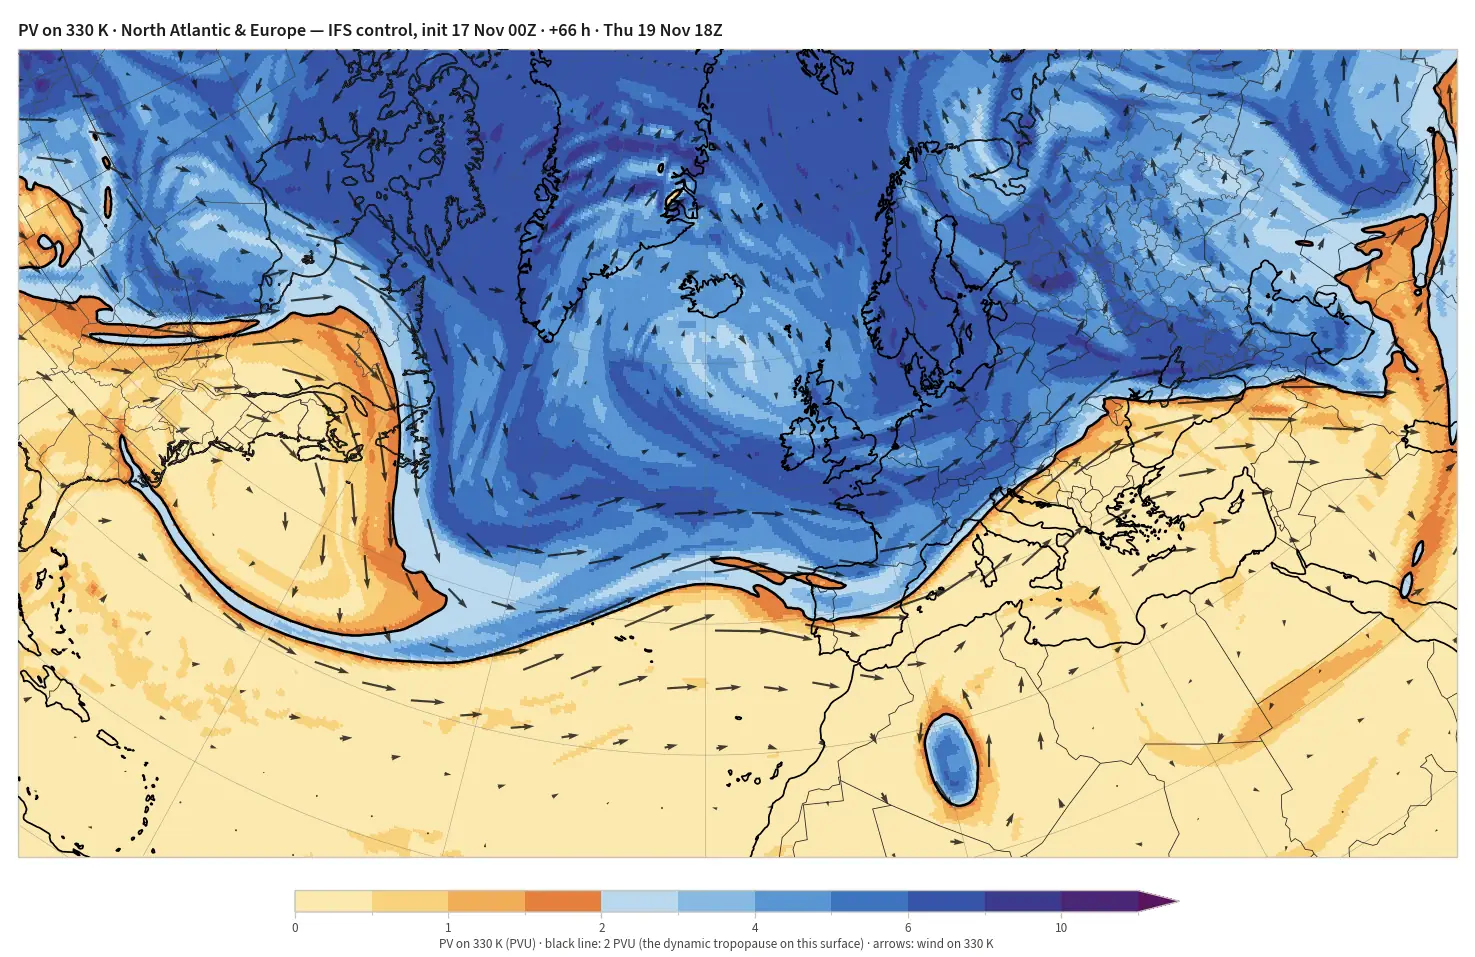 PV on 330 K · North Atlantic & Europe — IFS control, init 17 Nov 00Z · +66 h · Thu 19 Nov 18Z
0 1 2 4 6 10
PV on 330 K (PVU) · black line: 2 PVU (the dynamic tropopause on this surface) · arrows: wind on 330 K